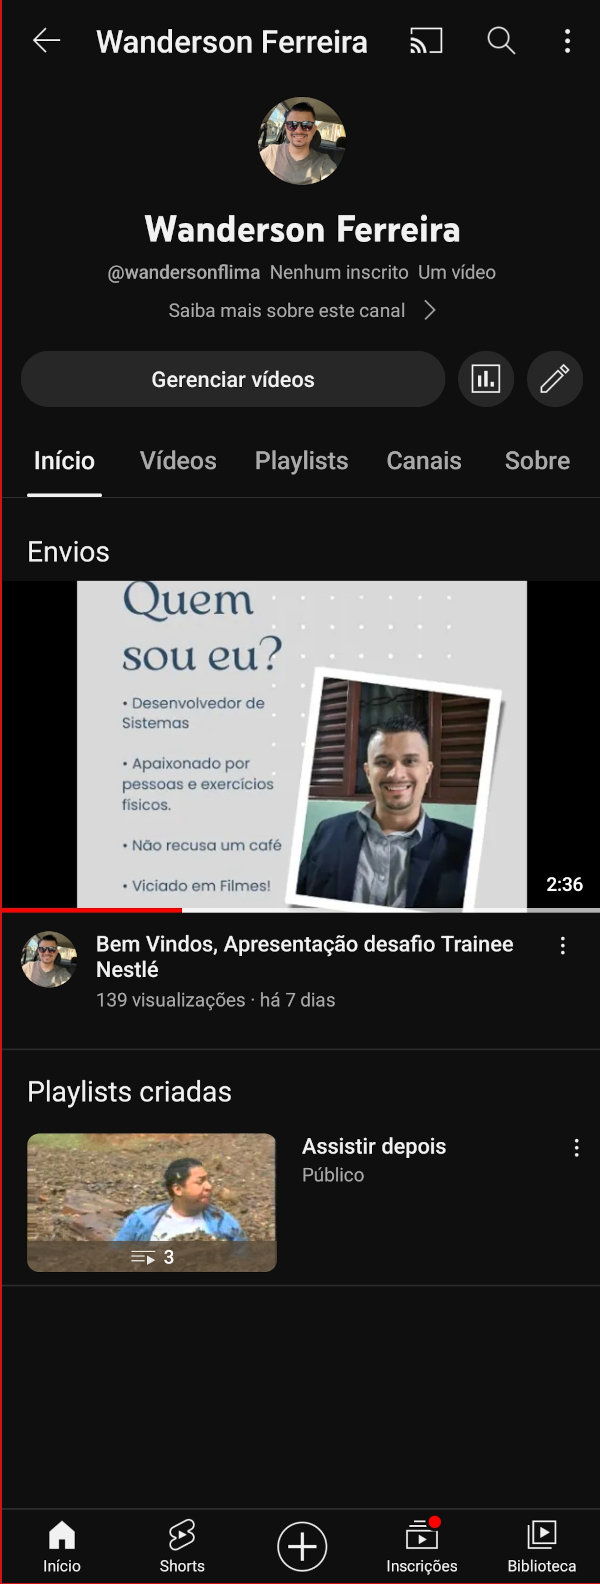 Wanderson Ferreira
Wanderson Ferreira
@wandersonflima Nenhum inscrito Um vídeo
Saiba mais sobre este canal
Gerenciar vídeos
Início Vídeos Playlists Canais Sobre
Envios
Quem
sou eu?
• Desenvolvedor de
Sistemas
• Apaixonado por
pessoas e exercícios
físicos.
• Não recusa um café
• Viciado em Filmes!
2:36
Bem Vindos, Apresentação desafio Trainee
Nestlé
139 visualizações · há 7 dias
Playlists criadas
Assistir depois
Público
3
Início Shorts Inscrições Biblioteca